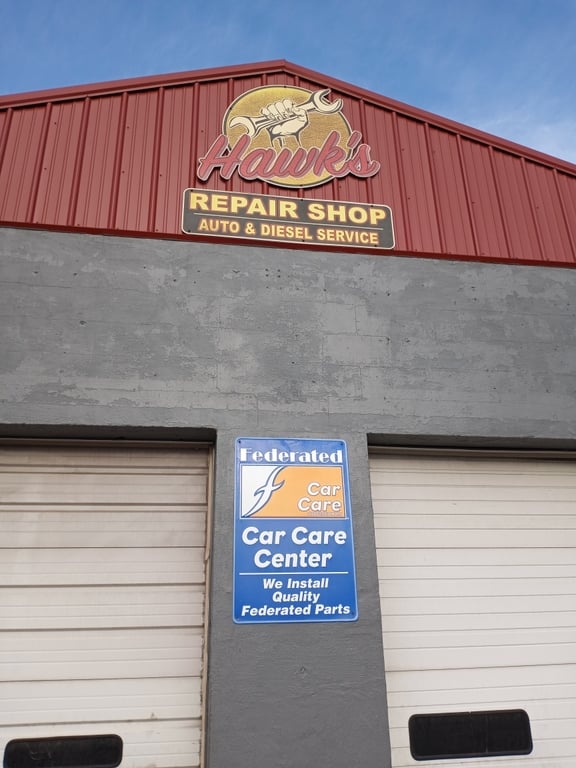 Hawk's
REPAIR SHOP
AUTO & DIESEL SERVICE
Federated
Car
Care
Car Care
Center
We Install
Quality
Federated Parts